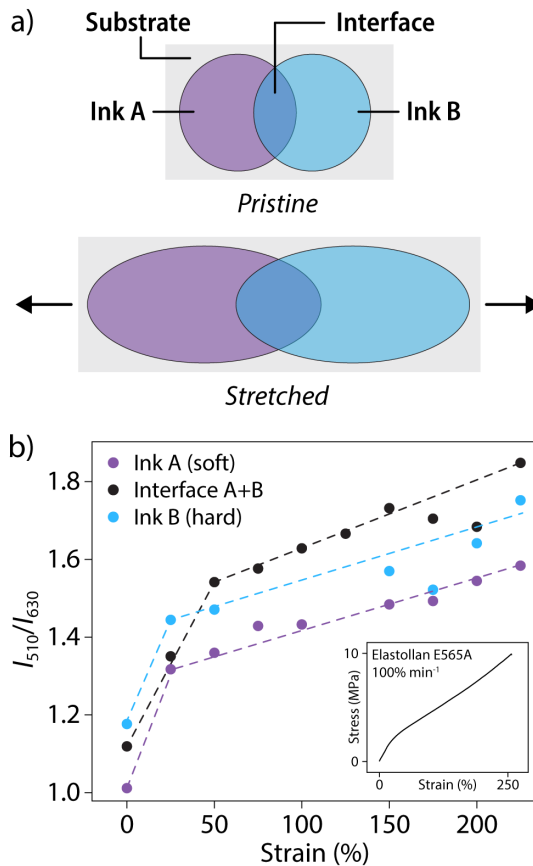 a)
Substrate
Interface
Ink A
Ink B
Pristine
Stretched
b)
Ink A (soft)
Interface A+B
Ink B (hard)
1.8
1.6
1.4
1.2
1.0
I510/I630
0
50
100
150
200
Strain (%)
Elastollan E565A
100% min-1
10
0
Stress (MPa)
0
250
Strain (%)